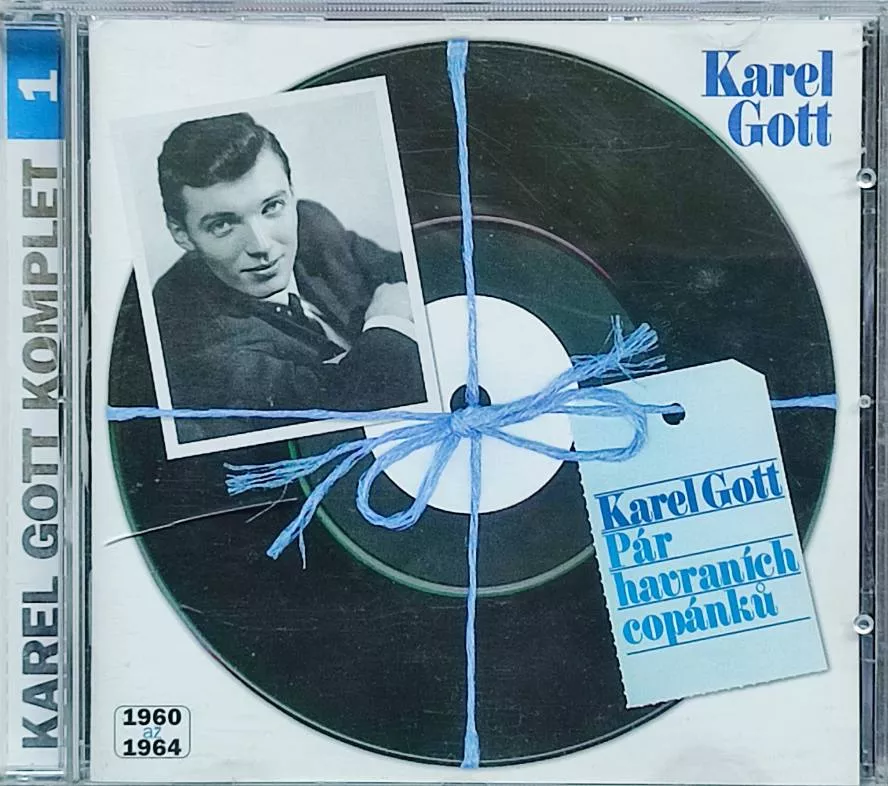 KAREL GOTT KOMPLET 1
Karel
Gott
Karel Gott
Pár
havraních
copánků
1960
až
1964